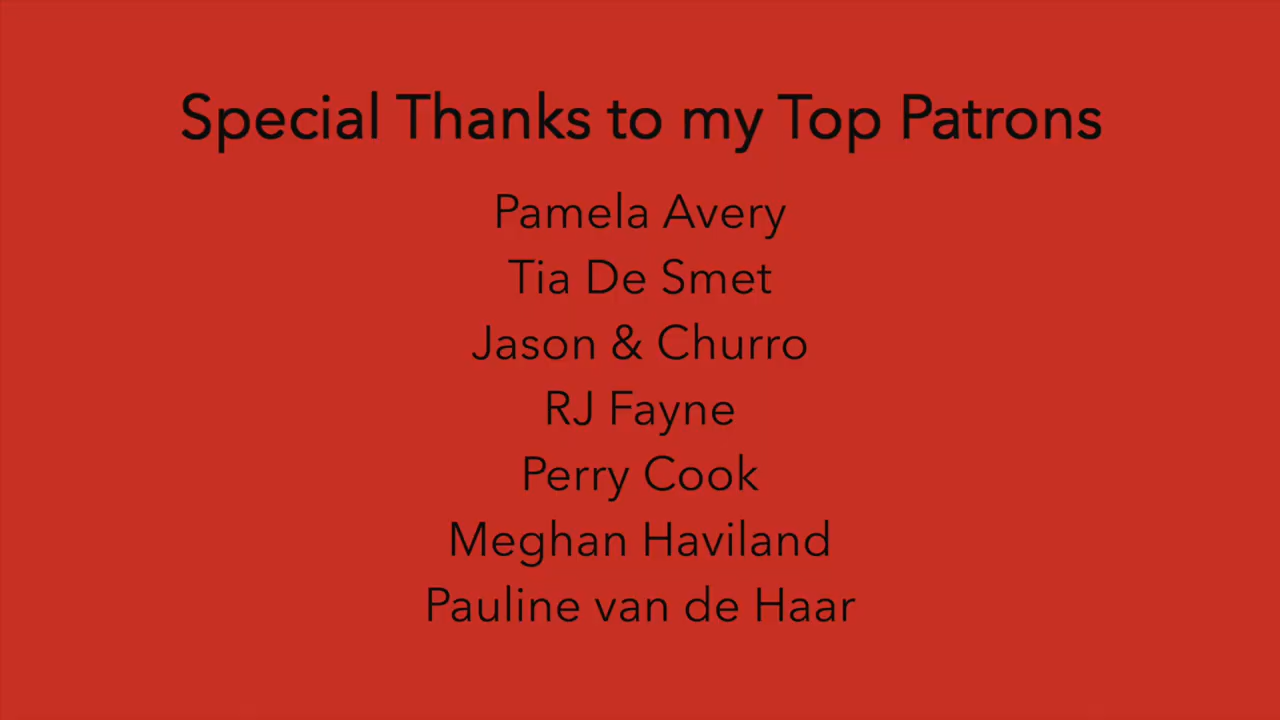 Special Thanks to my Top Patrons
Pamela Avery
Tia De Smet
Jason & Churro
RJ Fayne
Perry Cook
Meghan Haviland
Pauline van de Haar